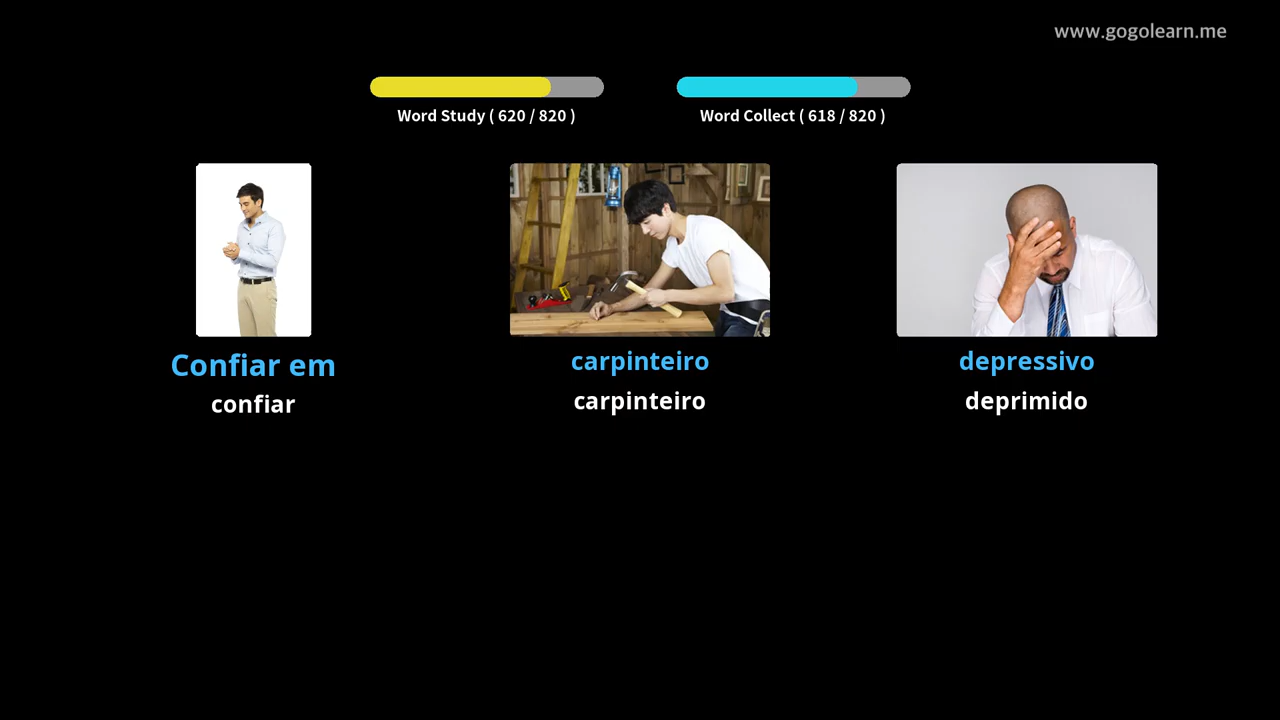 www.gogolearn.me
Word Study ( 620 / 820 )
Word Collect ( 618 / 820 )
Confiar em
confiar
carpinteiro
carpinteiro
depressivo
deprimido